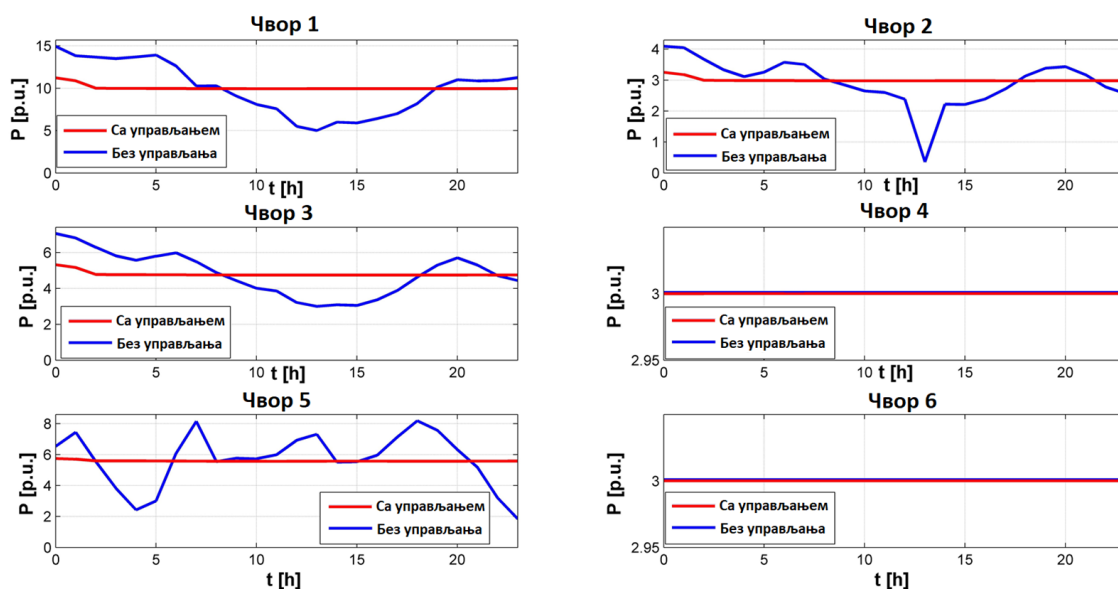 Чвор 1
15
10
5
0
P [p.u.]
Са управљањем
Без управљања
0 5 10 15 20
t [h]
Чвор 2
4
3
2
1
0
P [p.u.]
Са управљањем
Без управљања
0 5 10 15 20
t [h]
Чвор 3
6
4
2
0
P [p.u.]
Са управљањем
Без управљања
0 5 10 15 20
t [h]
Чвор 4
3
2.95
P [p.u.]
Са управљањем
Без управљања
0 5 10 15 20
t [h]
Чвор 5
8
6
4
2
0
P [p.u.]
Са управљањем
Без управљања
0 5 10 15 20
t [h]
Чвор 6
3
2.95
P [p.u.]
Са управљањем
Без управљања
0 5 10 15 20
t [h]